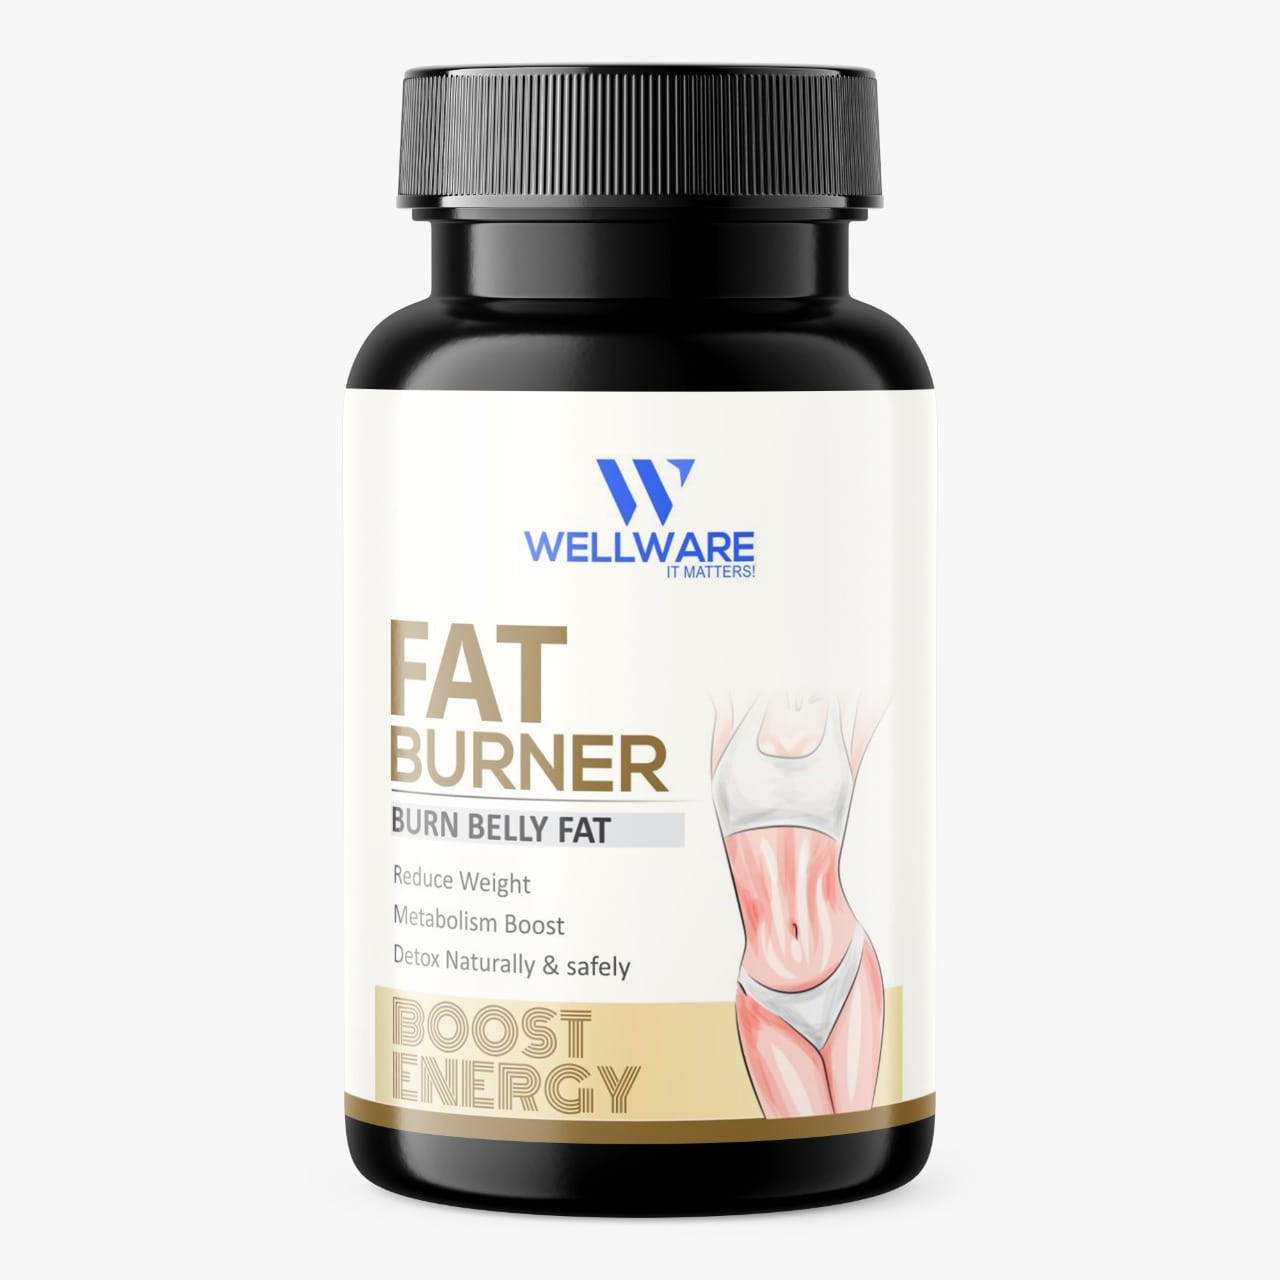 WELLWARE
IT MATTERS!
FAT
BURNER
BURN BELLY FAT
Reduce Weight
Metabolism Boost
Detox Naturally & safely
BOOST
ENERGY